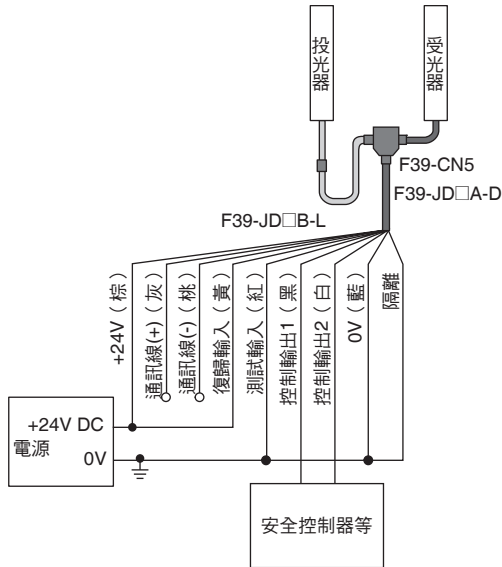 投光器
受光器
F39-CN5
F39-JD□A-D
F39-JD□B-L
+24V（棕）
通訊線(+)（灰）
通訊線(-)（桃）
復歸輸入（黃）
測試輸入（紅）
控制輸出1（黑）
控制輸出2（白）
0V（藍）
隔離
+24V DC
電源
0V
安全控制器等